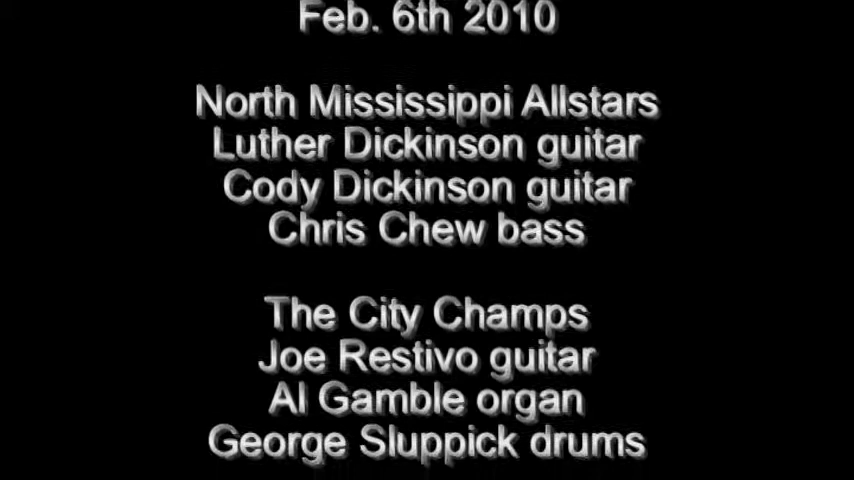 Feb. 6th 2010
North Mississippi Allstars
Luther Dickinson guitar
Cody Dickinson guitar
Chris Chew bass
The City Champs
Joe Restivo guitar
Al Gamble organ
George Sluppick drums